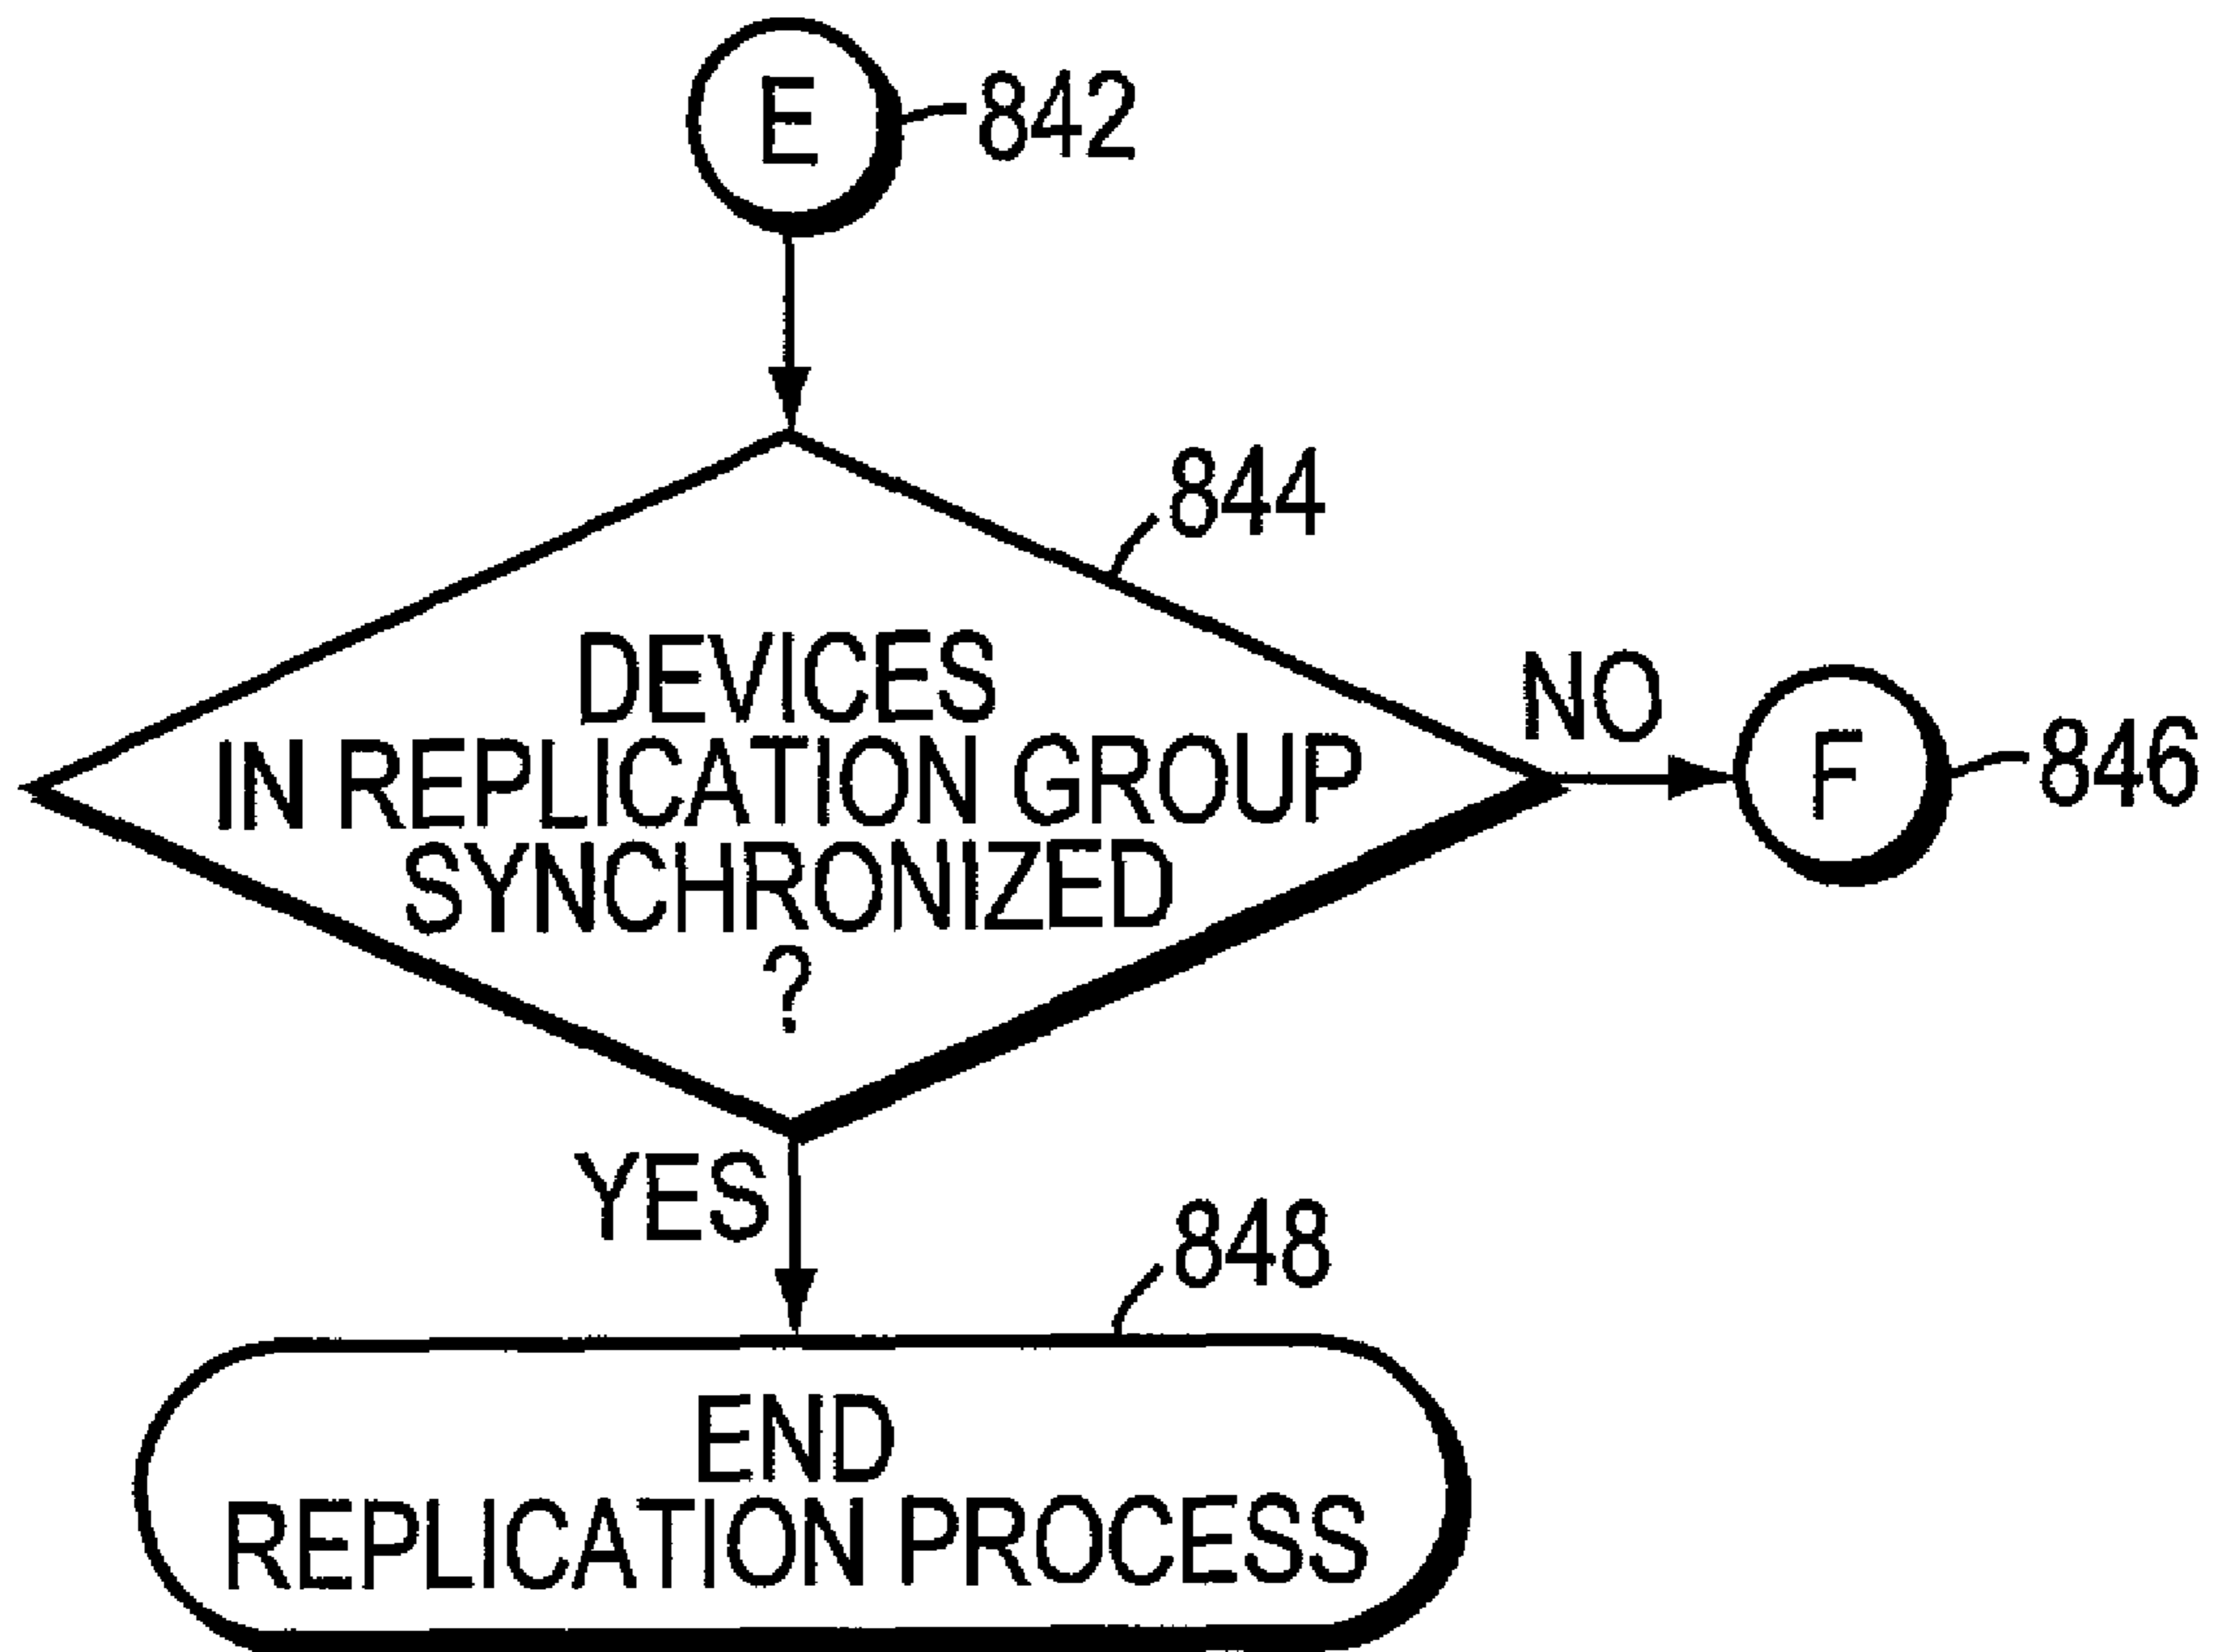 E
842
844
DEVICES
IN REPLICATION GROUP
SYNCHRONIZED
?
NO
F
846
YES
848
END
REPLICATION PROCESS